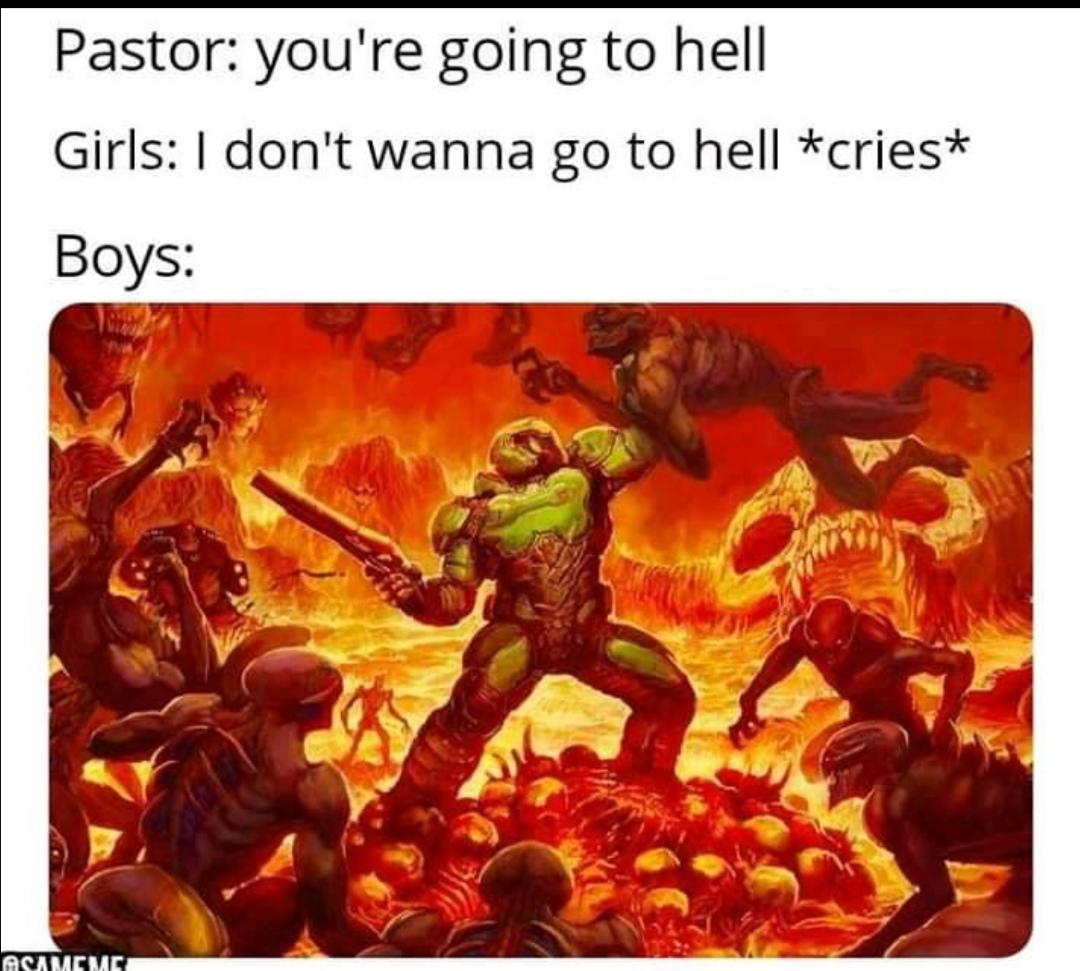 Pastor: you're going to hell
Girls: I don't wanna go to hell *cries*
Boys: